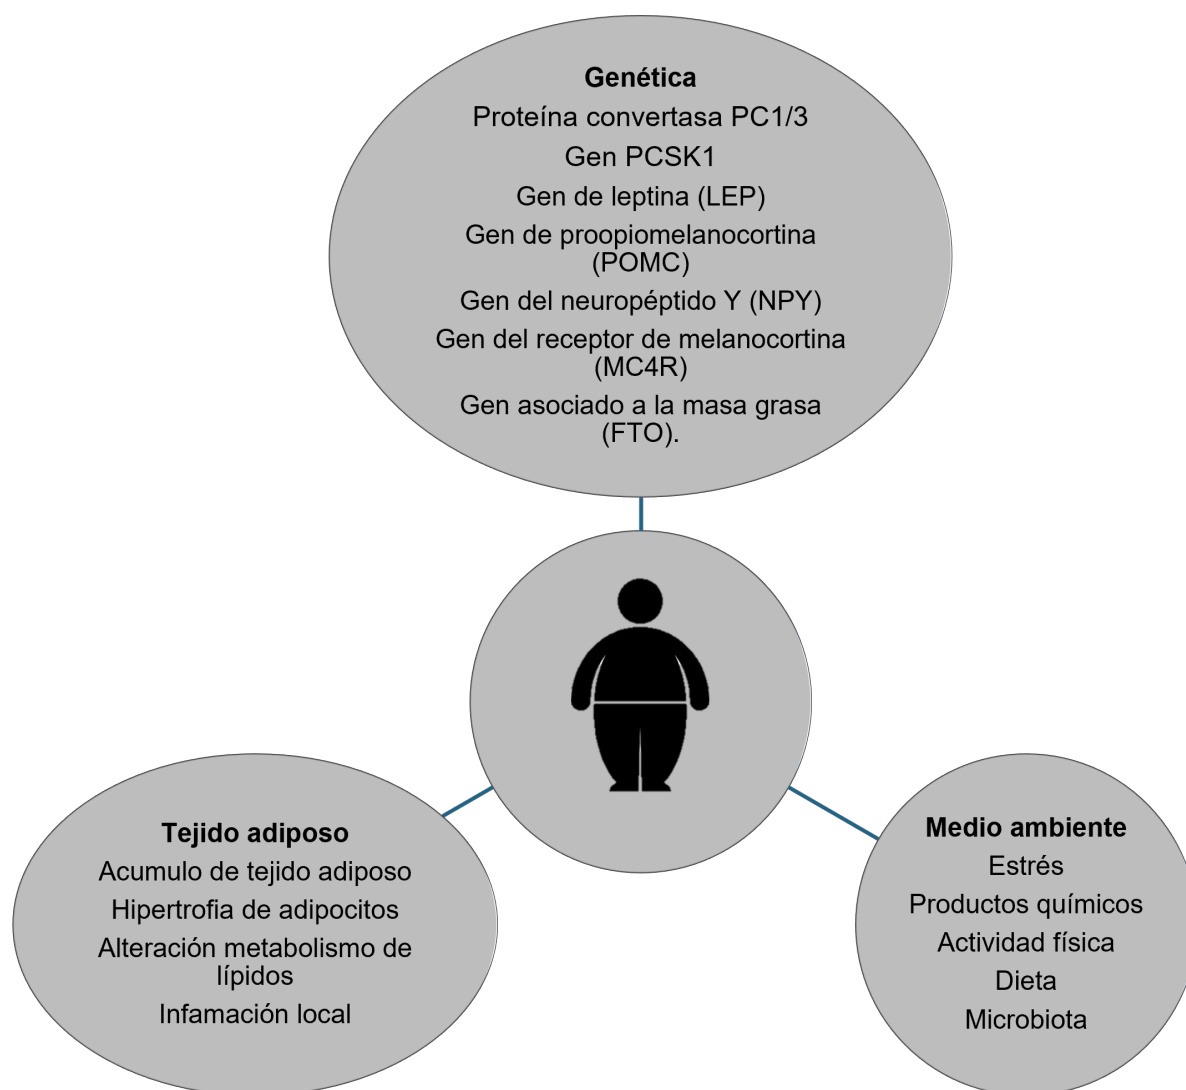 Genética
Proteína convertasa PC1/3
Gen PCSK1
Gen de leptina (LEP)
Gen de proopiomelanocortina
(POMC)
Gen del neuropéptido Y (NPY)
Gen del receptor de melanocortina
(MC4R)
Gen asociado a la masa grasa
(FTO).
Tejido adiposo
Acumulo de tejido adiposo
Hipertrofia de adipocitos
Alteración metabolismo de
lípidos
Infamación local
Medio ambiente
Estrés
Productos químicos
Actividad física
Dieta
Microbiota